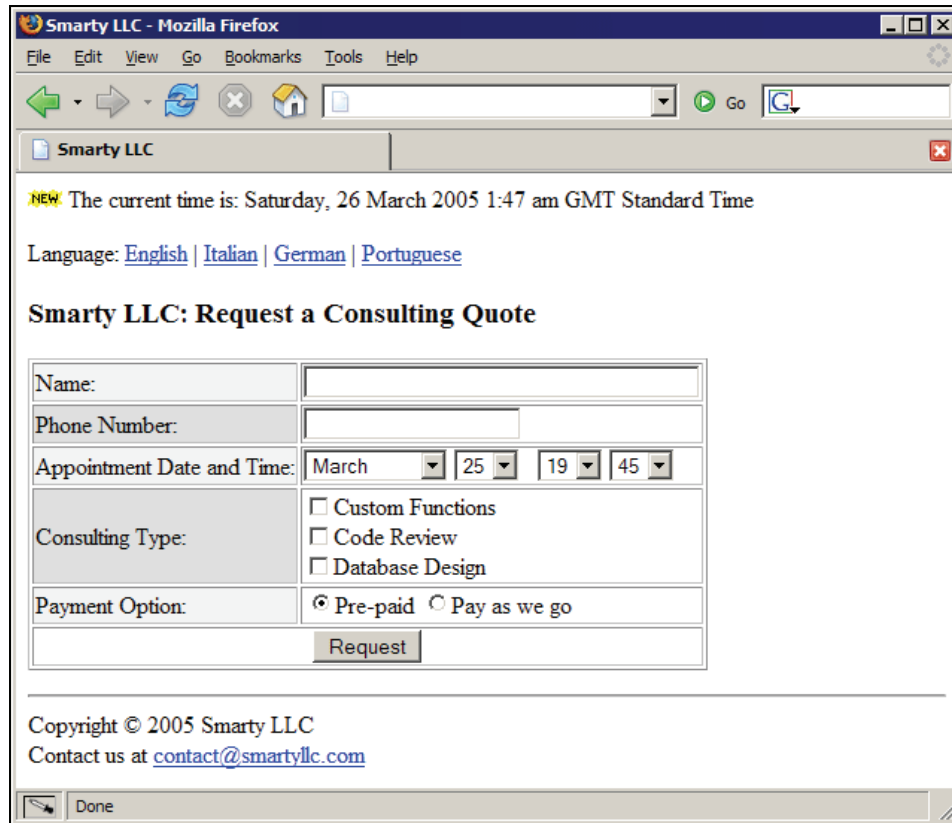 Smarty LLC - Mozilla Firefox
File Edit View Go Bookmarks Tools Help
Go G
Smarty LLC
NEW The current time is: Saturday, 26 March 2005 1:47 am GMT Standard Time
Language: English | Italian | German | Portuguese
Smarty LLC: Request a Consulting Quote
Name:
Phone Number:
Appointment Date and Time: March 25 19 45
Custom Functions
Consulting Type: Code Review
Database Design
Payment Option: Pre-paid Pay as we go
Request
Copyright © 2005 Smarty LLC
Contact us at contact@smartyllc.com
Done